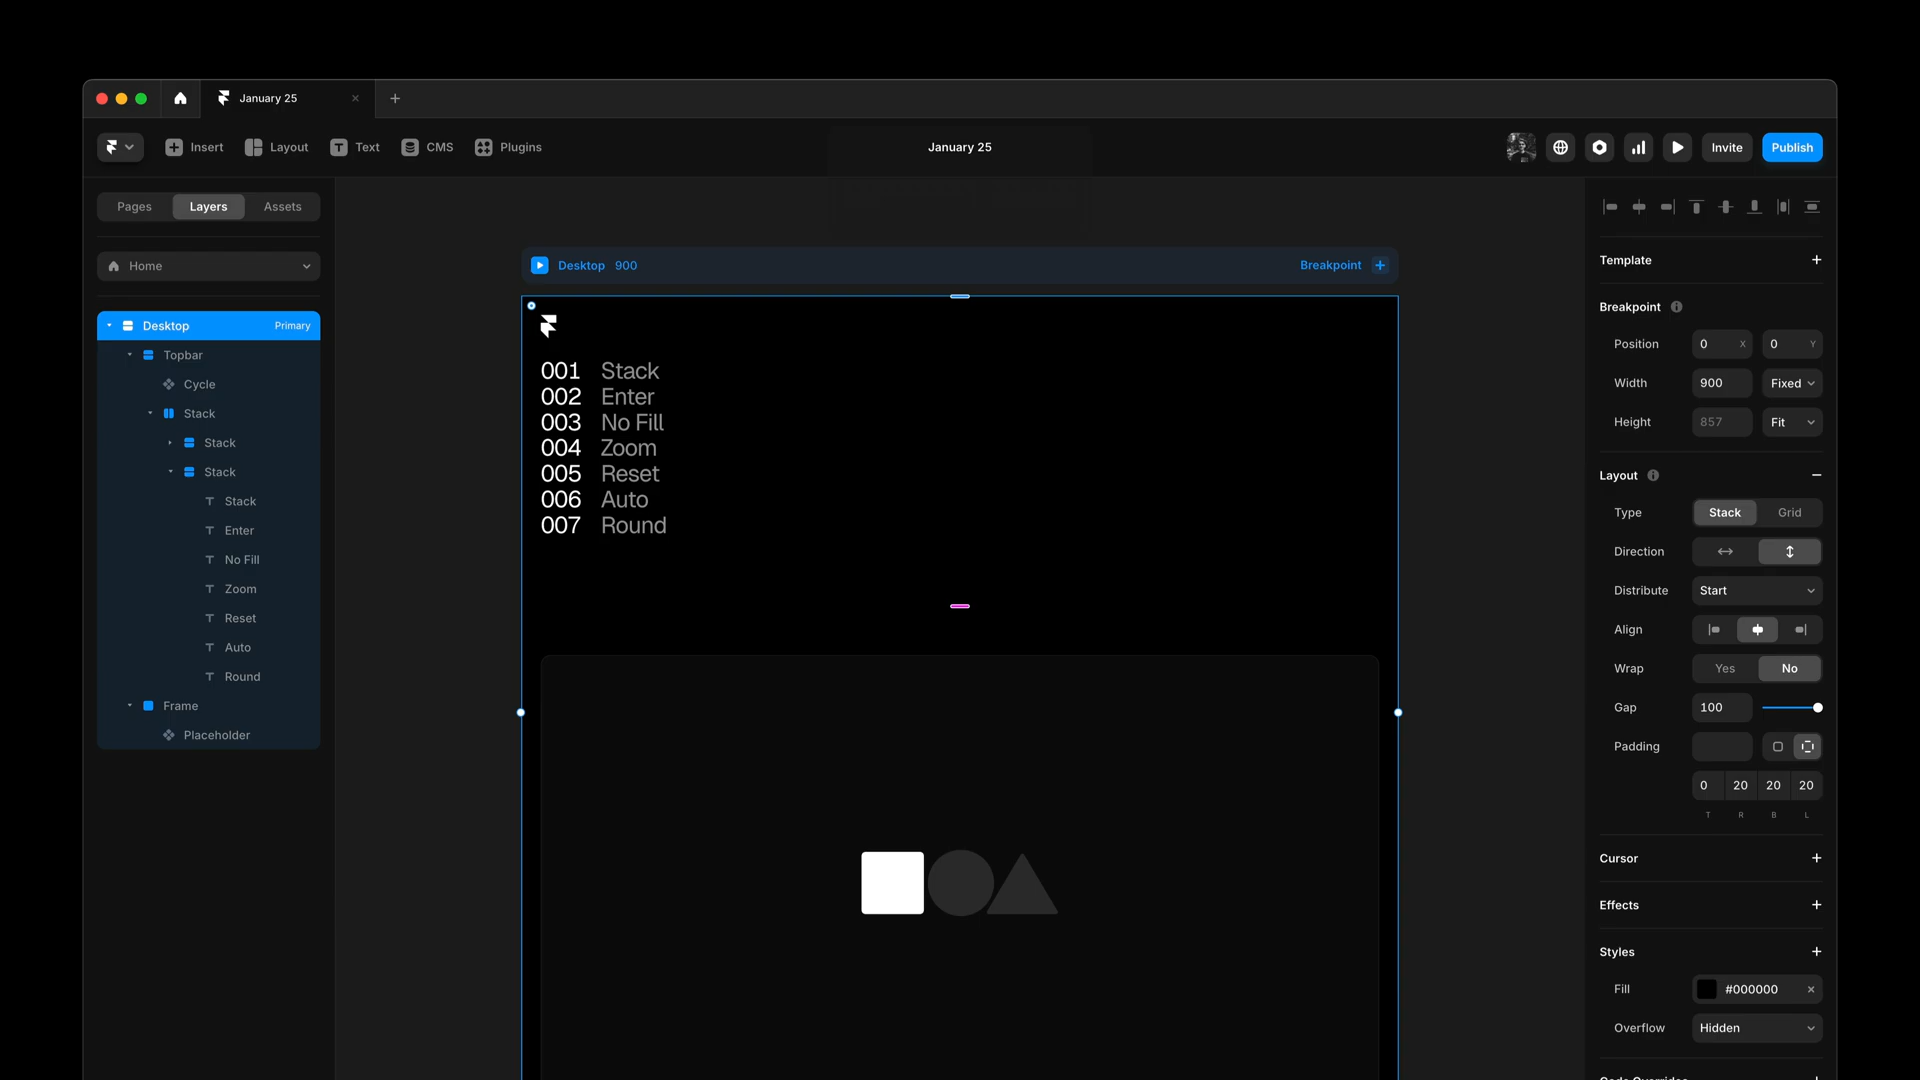 January 25
Insert
Layout
Text
CMS
Plugins
January 25
Invite
Publish
Pages
Layers
Assets
Home
Desktop
Primary
Topbar
Cycle
Stack
Stack
Stack
Stack
Enter
No Fill
Zoom
Reset
Auto
Round
Frame
Placeholder
Desktop 900
Breakpoint
001 Stack
002 Enter
003 No Fill
004 Zoom
005 Reset
006 Auto
007 Round
Template
Breakpoint
Position 0 X 0 Y
Width 900 Fixed
Height 857 Fit
Layout
Type Stack Grid
Direction
Distribute Start
Align
Wrap Yes No
Gap 100
Padding
0 20 20 20
T R B L
Cursor
Effects
Styles
Fill #000000
Overflow Hidden
Code Overrides